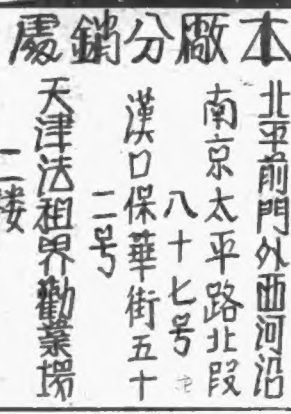 本廠分銷處
北平前門外西河沿
南京太平路北段
八十七号
漢口保華街五十
二号
天津法租界勸業場
二楼